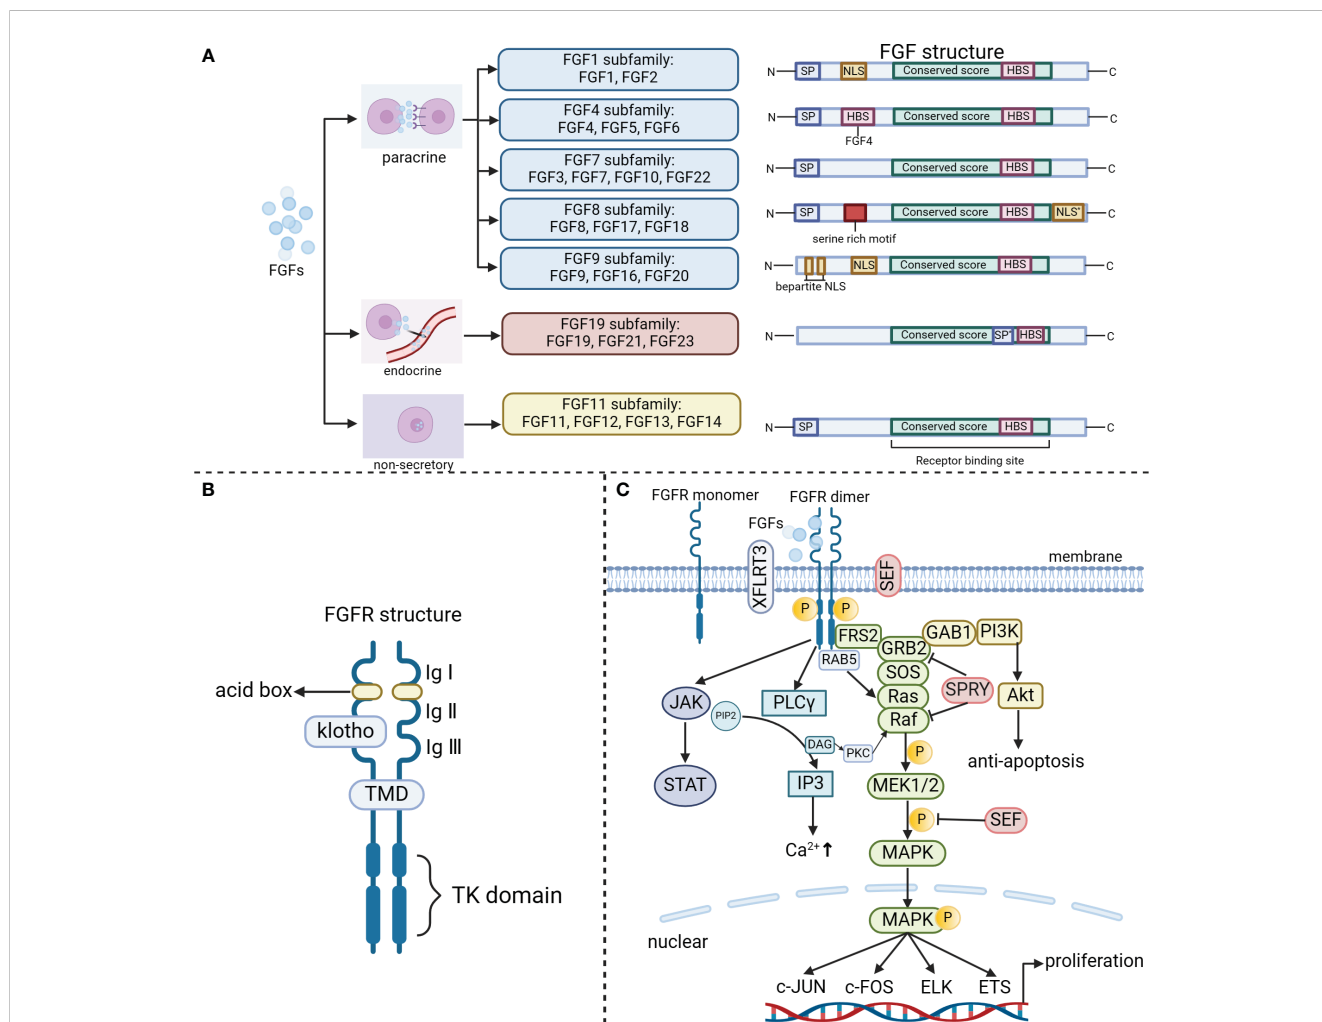 A
FGF structure
FGF1 subfamily:
FGF1, FGF2
N
SP
NLS
Conserved score
HBS
C
FGF4 subfamily:
FGF4, FGF5, FGF6
N
SP
HBS
Conserved score
HBS
C
FGF4
paracrine
FGF7 subfamily:
FGF3, FGF7, FGF10, FGF22
N
SP
Conserved score
HBS
C
FGF8 subfamily:
FGF8, FGF17, FGF18
N
SP
Conserved score
HBS
NLS*
C
serine rich motif
FGFs
FGF9 subfamily:
FGF9, FGF16, FGF20
N
NLS
Conserved score
HBS
C
bepartite NLS
endocrine
FGF19 subfamily:
FGF19, FGF21, FGF23
N
Conserved score
SP*
HBS
C
non-secretory
FGF11 subfamily:
FGF11, FGF12, FGF13, FGF14
N
SP
Conserved score
HBS
C
Receptor binding site
B
FGFR structure
Ig I
acid box
Ig II
klotho
Ig III
TMD
TK domain
C
FGFR monomer
FGFR dimer
FGFs
membrane
XFLRT3
SEF
P
P
FRS2
GRB2
GAB1
PI3K
RAB5
SOS
JAK
PLCγ
Ras
SPRY
Akt
PIP2
Raf
DAG
PKC
P
anti-apoptosis
STAT
IP3
MEK1/2
P
SEF
Ca2+
MAPK
MAPK
P
nuclear
proliferation
c-JUN
c-FOS
ELK
ETS